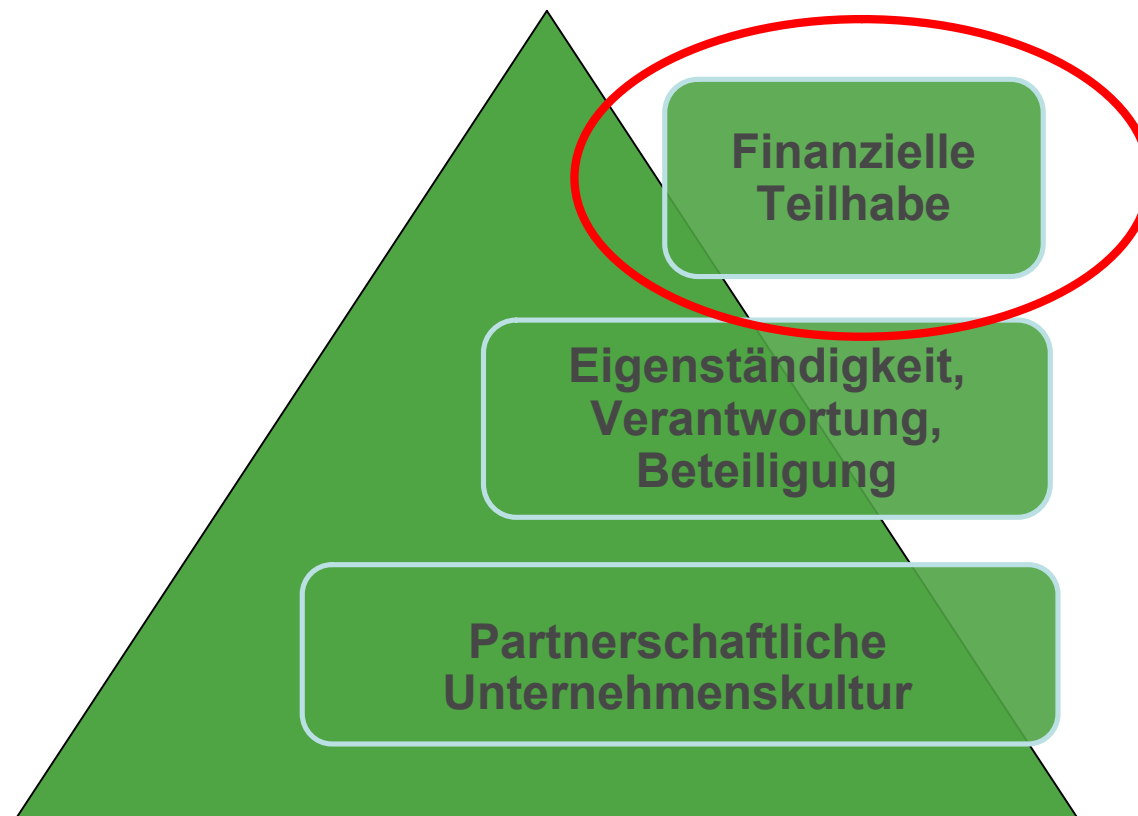 Finanzielle
Teilhabe
Eigenständigkeit,
Verantwortung,
Beteiligung
Partnerschaftliche
Unternehmenskultur